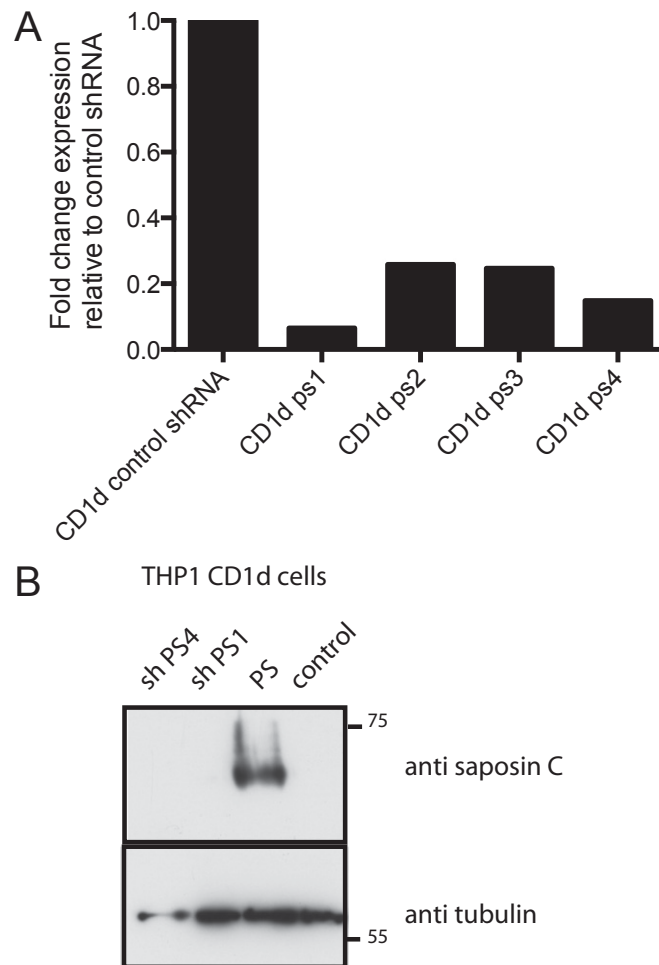 A
Fold change expression
relative to control shRNA
1.0
0.8
0.6
0.4
0.2
0.0
CD1d control shRNA
CD1d ps1
CD1d ps2
CD1d ps3
CD1d ps4
B
THP1 CD1d cells
sh PS4
sh PS1
PS
control
75
anti saposin C
anti tubulin
55